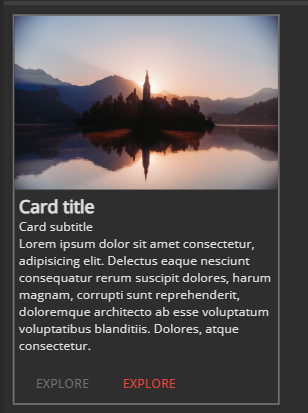 Card title
Card subtitle
Lorem ipsum dolor sit amet consectetur,
adipisicing elit. Delectus eaque nesciunt
consequatur rerum suscipit dolores, harum
magnam, corrupti sunt reprehenderit,
doloremque architecto ab esse voluptatum
voluptatibus blanditiis. Dolores, atque
consectetur.
EXPLORE EXPLORE